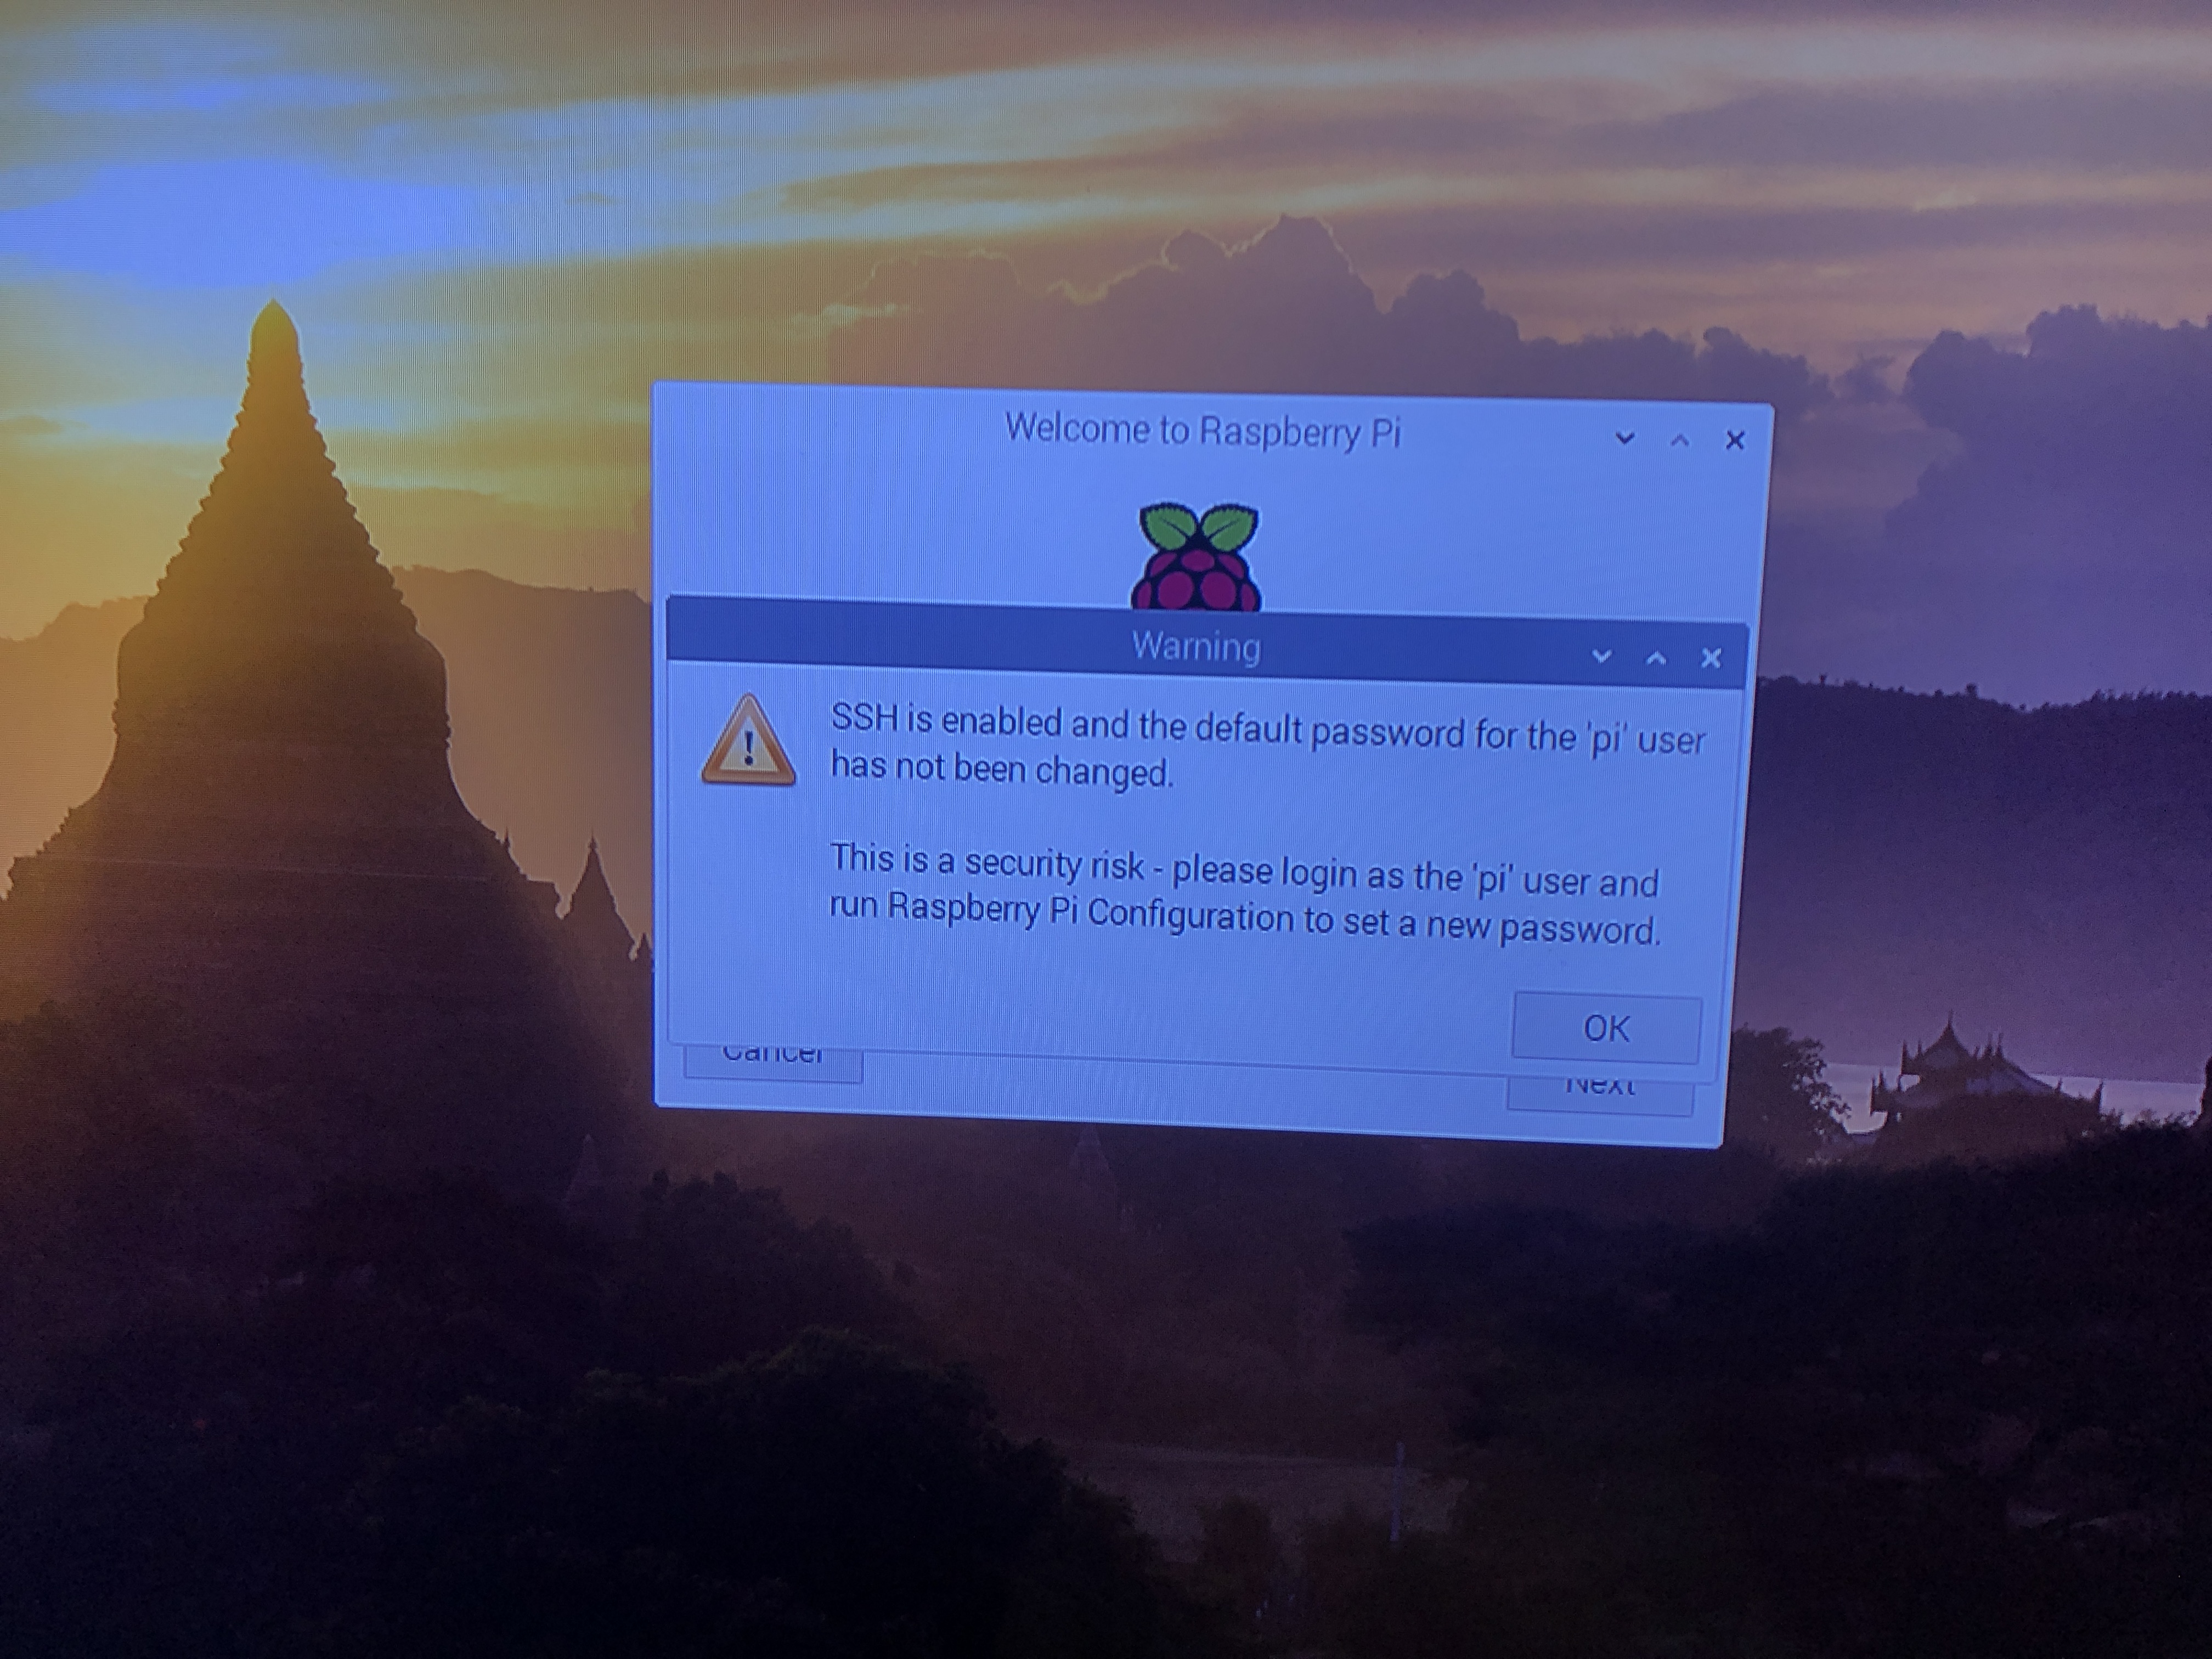 Welcome to Raspberry Pi
Warning
SSH is enabled and the default password for the 'pi' user
has not been changed.
This is a security risk - please login as the 'pi' user and
run Raspberry Pi Configuration to set a new password.
OK
Cancel
Next